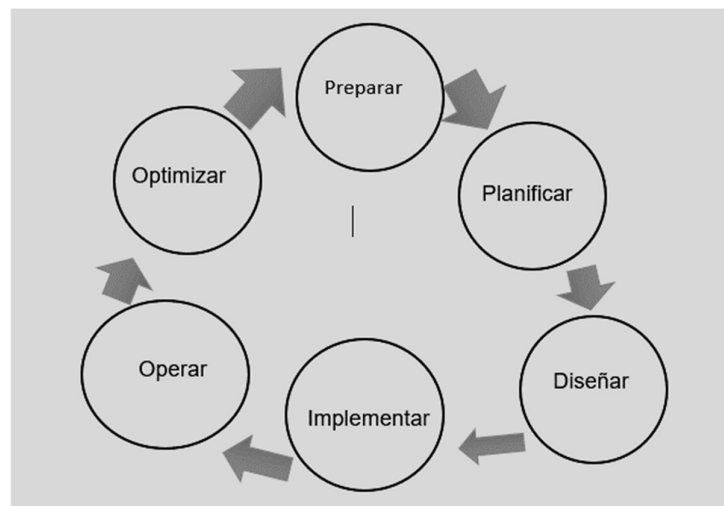 Preparar
Planificar
Diseñar
Implementar
Operar
Optimizar